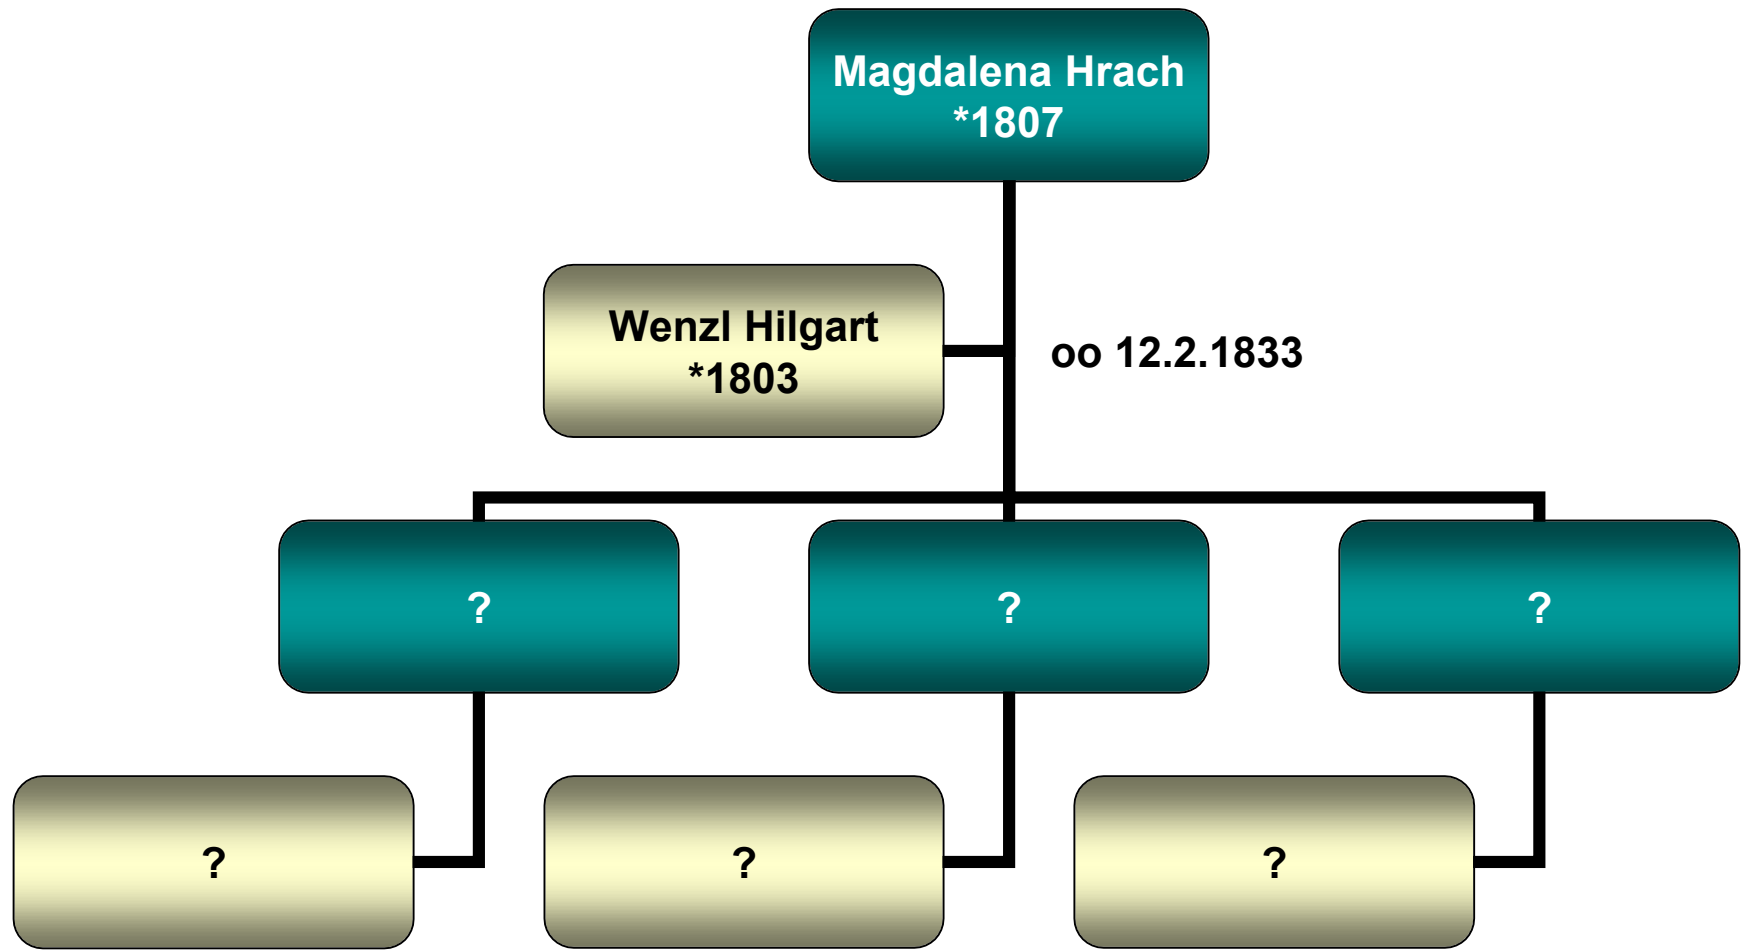 Magdalena Hrach
*1807
Wenzl Hilgart
*1803
oo 12.2.1833
?
?
?
?
?
?